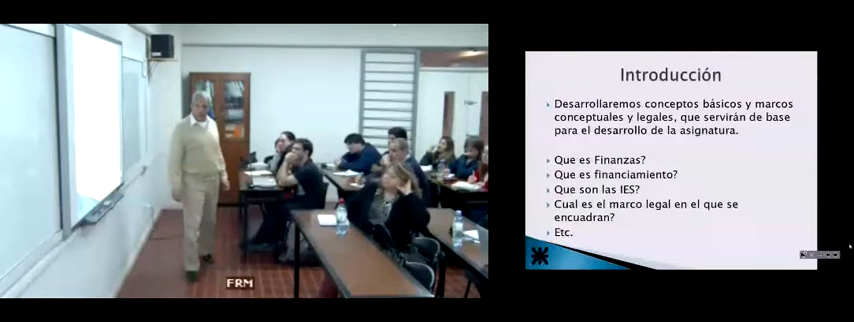 FRM
Introducción
Desarrollaremos conceptos básicos y marcos
conceptuales y legales, que servirán de base
para el desarrollo de la asignatura.
Que es Finanzas?
Que es financiamiento?
Que son las IES?
Cual es el marco legal en el que se
encuadran?
Etc.